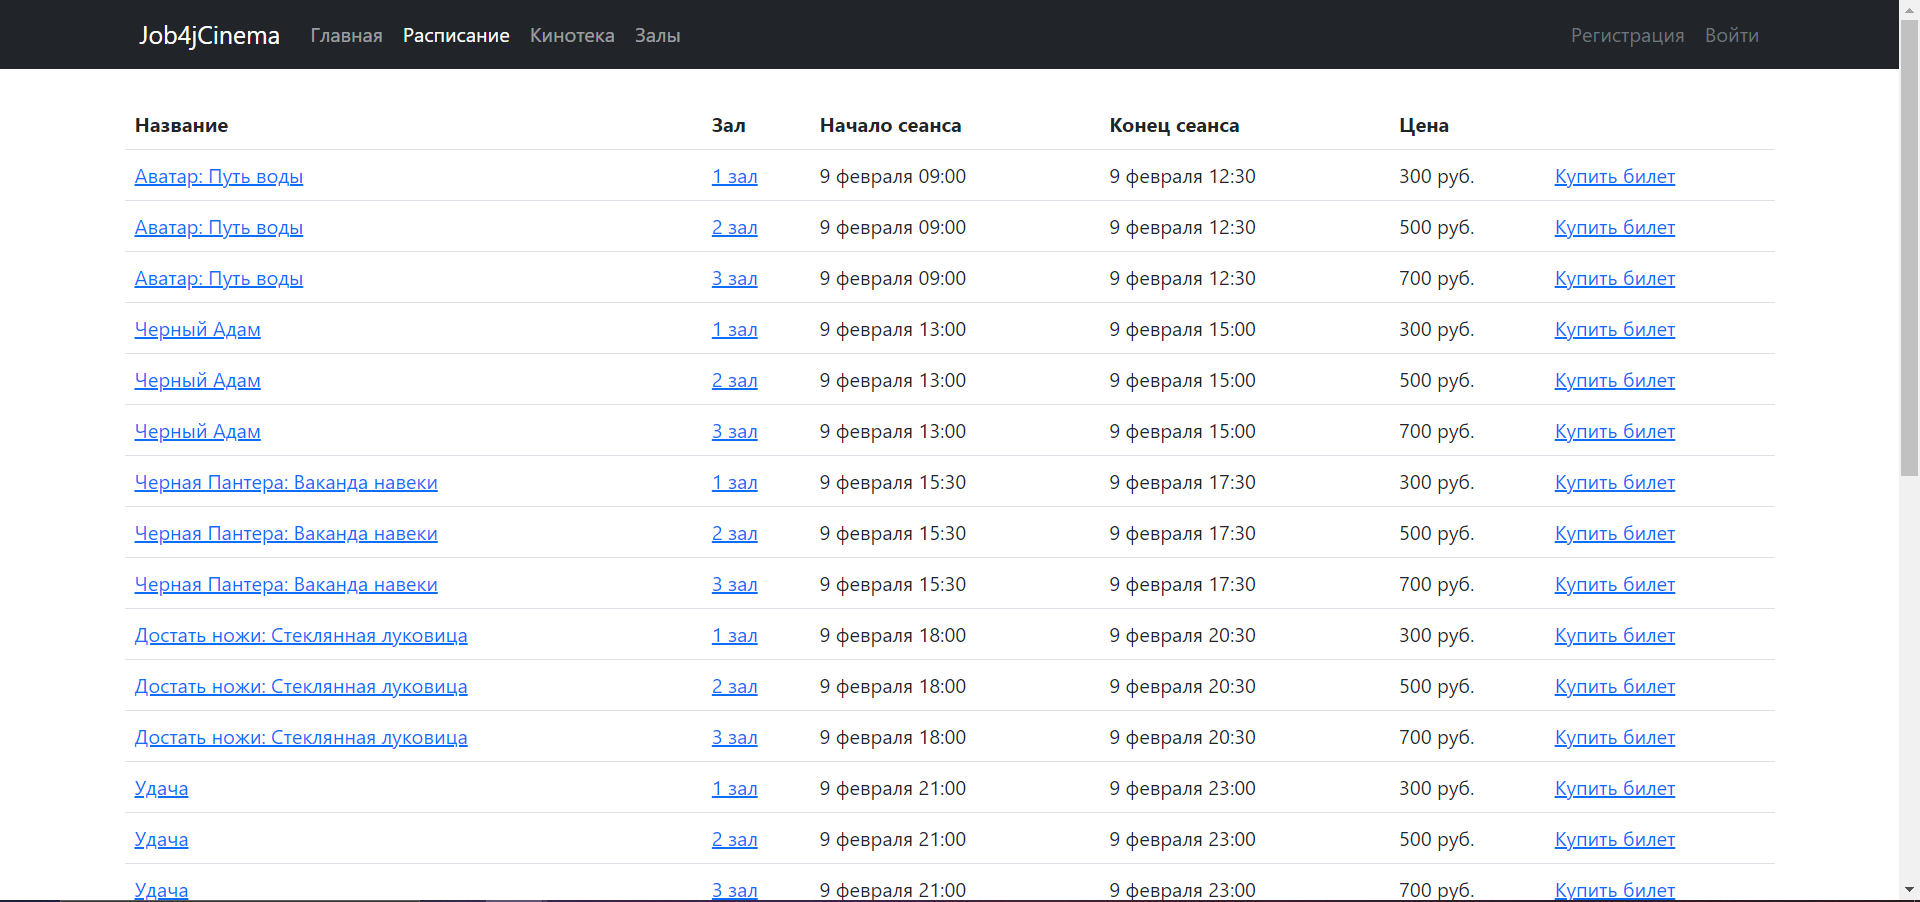 Job4jCinema Главная Расписание Кинотека Залы Регистрация Войти
Название Зал Начало сеанса Конец сеанса Цена
Аватар: Путь воды 1 зал 9 февраля 09:00 9 февраля 12:30 300 руб. Купить билет
Аватар: Путь воды 2 зал 9 февраля 09:00 9 февраля 12:30 500 руб. Купить билет
Аватар: Путь воды 3 зал 9 февраля 09:00 9 февраля 12:30 700 руб. Купить билет
Черный Адам 1 зал 9 февраля 13:00 9 февраля 15:00 300 руб. Купить билет
Черный Адам 2 зал 9 февраля 13:00 9 февраля 15:00 500 руб. Купить билет
Черный Адам 3 зал 9 февраля 13:00 9 февраля 15:00 700 руб. Купить билет
Черная Пантера: Ваканда навеки 1 зал 9 февраля 15:30 9 февраля 17:30 300 руб. Купить билет
Черная Пантера: Ваканда навеки 2 зал 9 февраля 15:30 9 февраля 17:30 500 руб. Купить билет
Черная Пантера: Ваканда навеки 3 зал 9 февраля 15:30 9 февраля 17:30 700 руб. Купить билет
Достать ножи: Стеклянная луковица 1 зал 9 февраля 18:00 9 февраля 20:30 300 руб. Купить билет
Достать ножи: Стеклянная луковица 2 зал 9 февраля 18:00 9 февраля 20:30 500 руб. Купить билет
Достать ножи: Стеклянная луковица 3 зал 9 февраля 18:00 9 февраля 20:30 700 руб. Купить билет
Удача 1 зал 9 февраля 21:00 9 февраля 23:00 300 руб. Купить билет
Удача 2 зал 9 февраля 21:00 9 февраля 23:00 500 руб. Купить билет
Удача 3 зал 9 февраля 21:00 9 февраля 23:00 700 руб. Купить билет